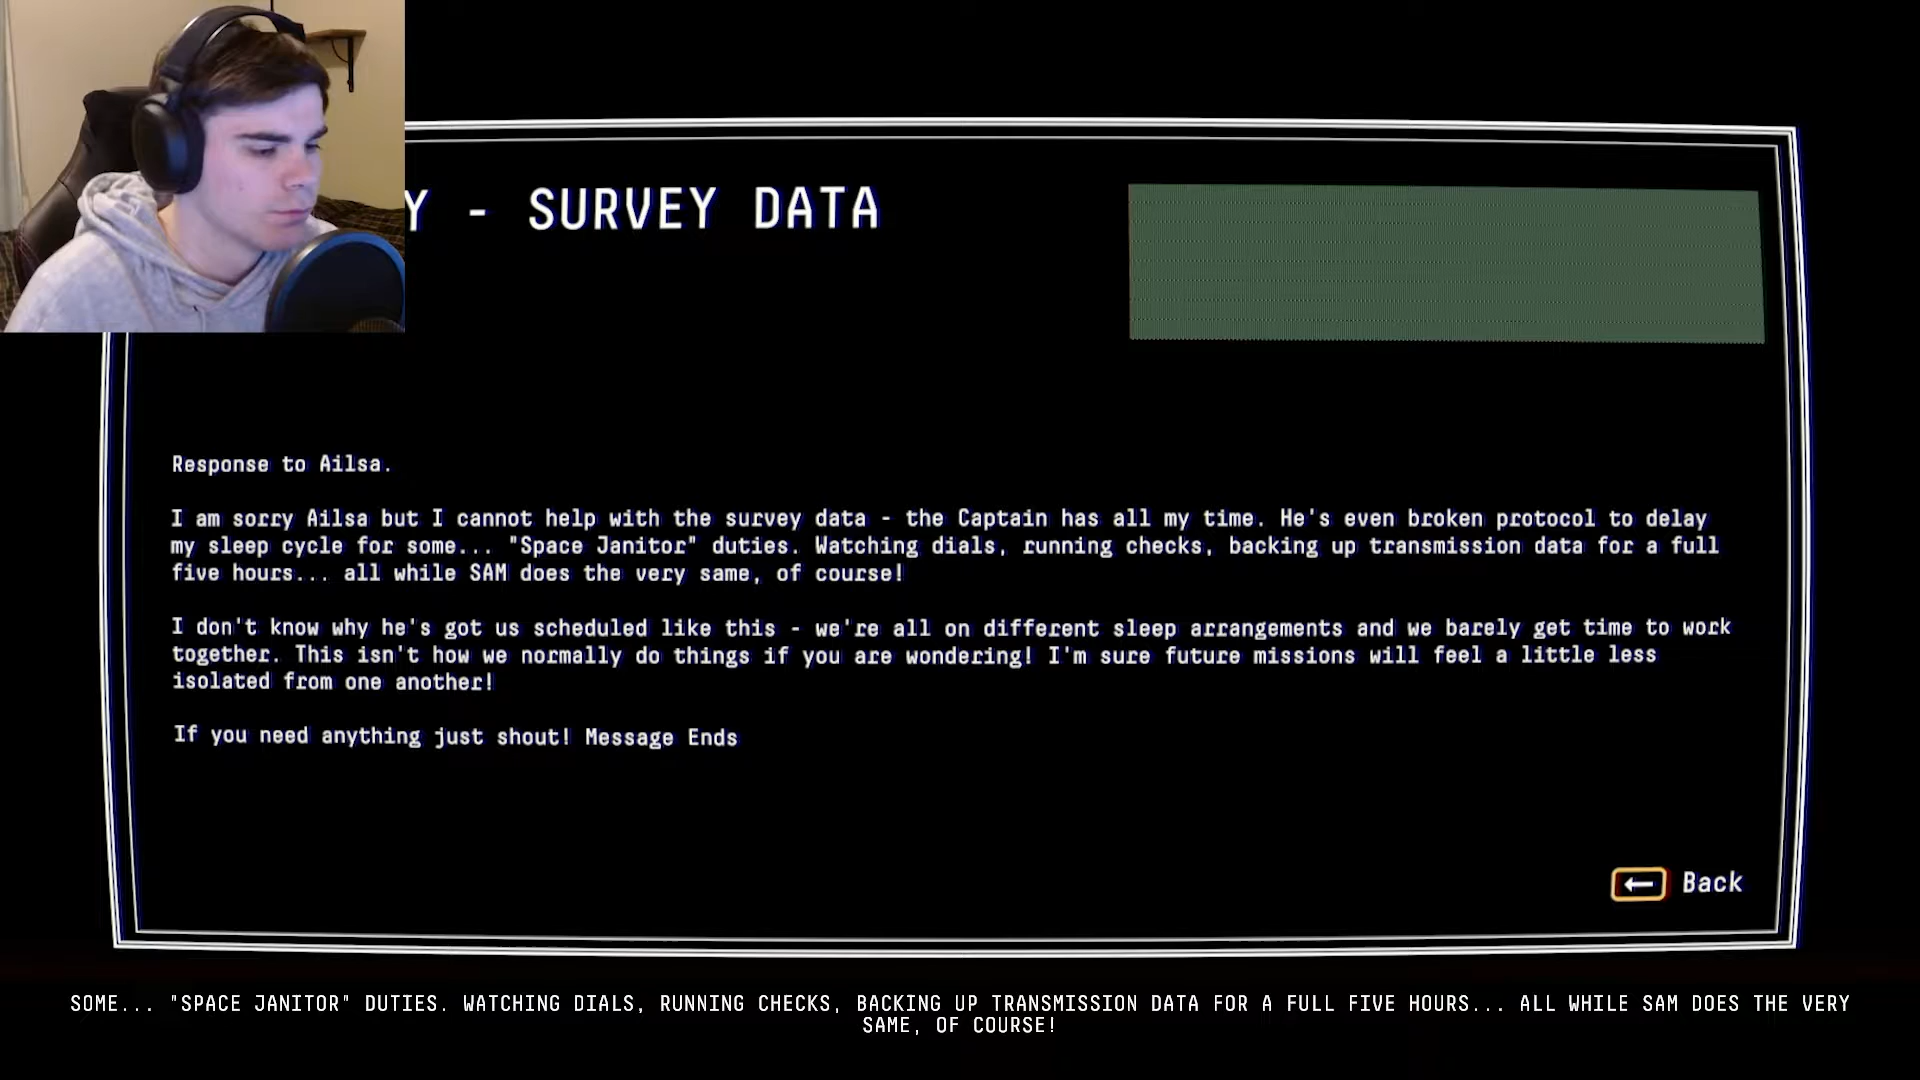 Y - SURVEY DATA
Response to Ailsa.
I am sorry Ailsa but I cannot help with the survey data - the Captain has all my time. He's even broken protocol to delay
my sleep cycle for some... "Space Janitor" duties. Watching dials, running checks, backing up transmission data for a full
five hours... all while SAM does the very same, of course!
I don't know why he's got us scheduled like this - we're all on different sleep arrangements and we barely get time to work
together. This isn't how we normally do things if you are wondering! I'm sure future missions will feel a little less
isolated from one another!
If you need anything just shout! Message Ends
Back
SOME... "SPACE JANITOR" DUTIES. WATCHING DIALS, RUNNING CHECKS, BACKING UP TRANSMISSION DATA FOR A FULL FIVE HOURS... ALL WHILE SAM DOES THE VERY
SAME, OF COURSE!